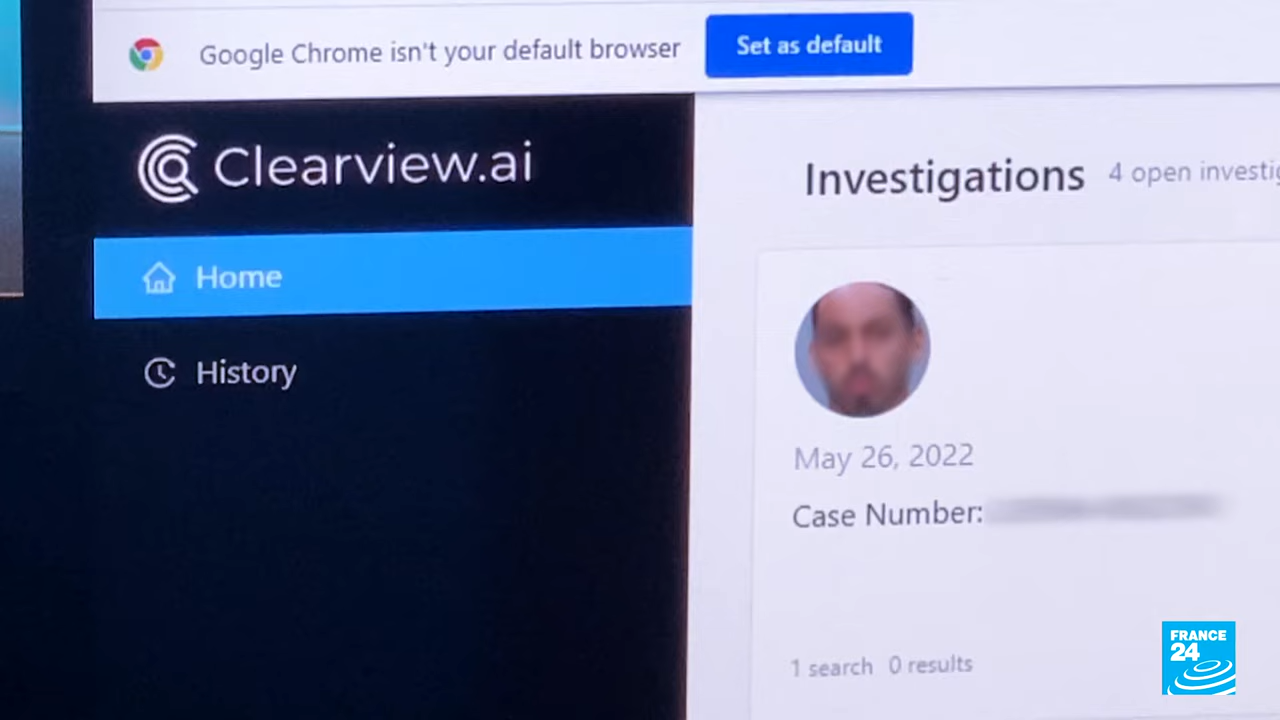 Google Chrome isn't your default browser Set as default
Clearview.ai
Investigations 4 open
Home
History
May 26, 2022
Case Number:
1 search 0 results
FRANCE
24